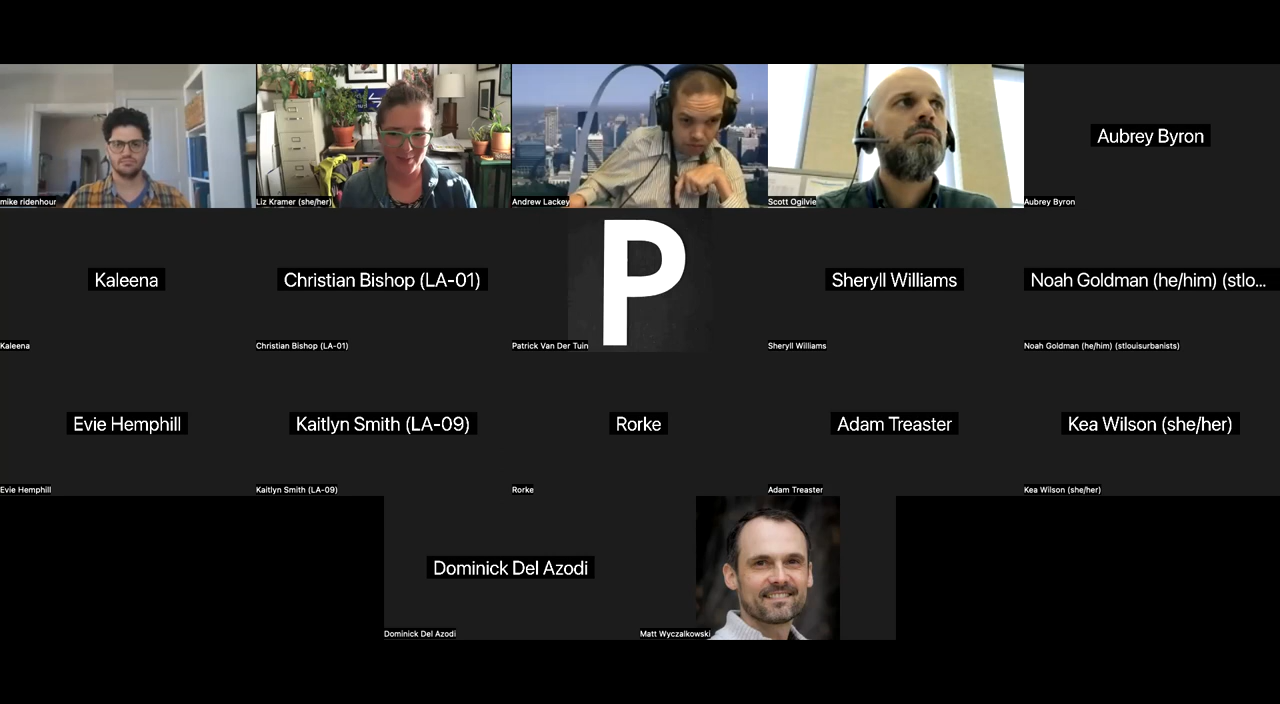 mike ridenhour
Liz Kramer (she/her)
Andrew Lackey
Scott Ogilvie
Aubrey Byron
Aubrey Byron
Kaleena
Kaleena
Christian Bishop (LA-01)
Christian Bishop (LA-01)
P
Patrick Van Der Tuin
Sheryll Williams
Sheryll Williams
Noah Goldman (he/him) (stlo...
Noah Goldman (he/him) (stlouisurbanists)
Evie Hemphill
Evie Hemphill
Kaitlyn Smith (LA-09)
Kaitlyn Smith (LA-09)
Rorke
Rorke
Adam Treaster
Adam Treaster
Kea Wilson (she/her)
Kea Wilson (she/her)
Dominick Del Azodi
Dominick Del Azodi
Matt Wyczalkowski